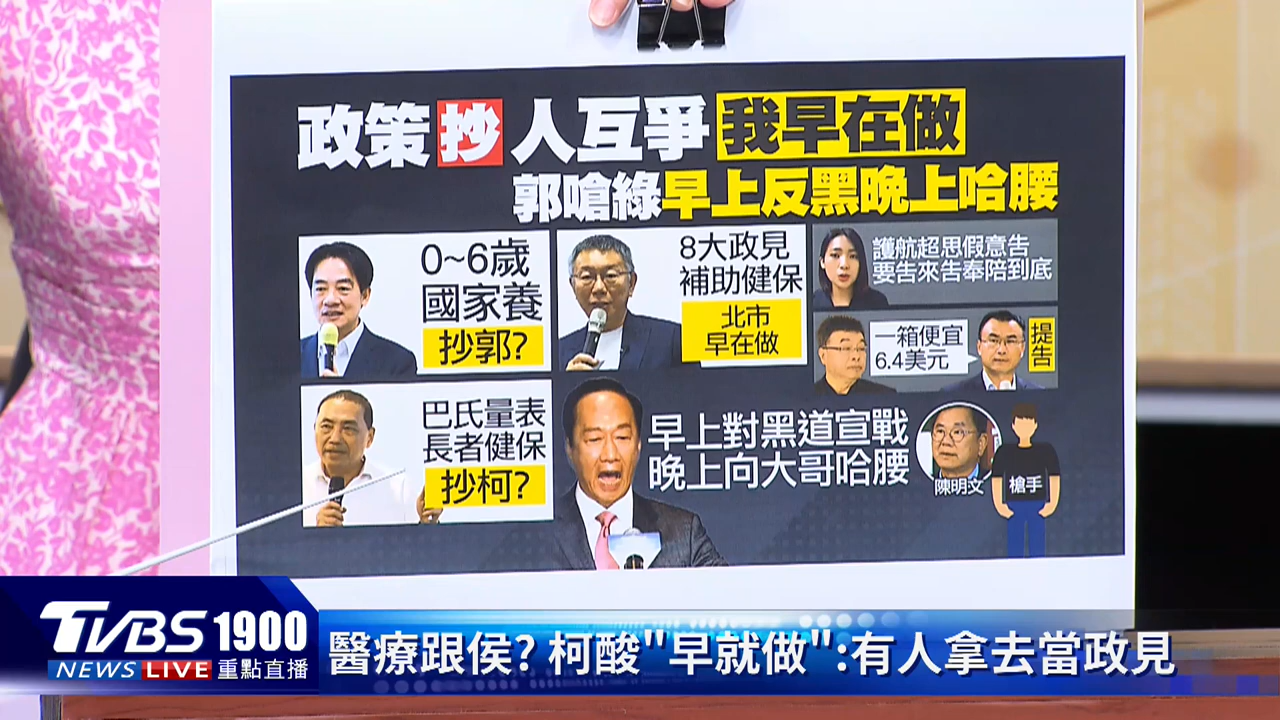 政策抄人互爭我早在做
郭嗆綠早上反黑晚上哈腰
0~6歲
國家養
抄郭?
8大政見
補助健保
北市
早在做
護航超思假意告
要告來告奉陪到底
一箱便宜
6.4美元
提告
巴氏量表
長者健保
抄柯?
早上對黑道宣戰
晚上向大哥哈腰
陳明文
槍手
TVBS 1900
NEWS LIVE 重點直播
醫療跟侯? 柯酸"早就做":有人拿去當政見